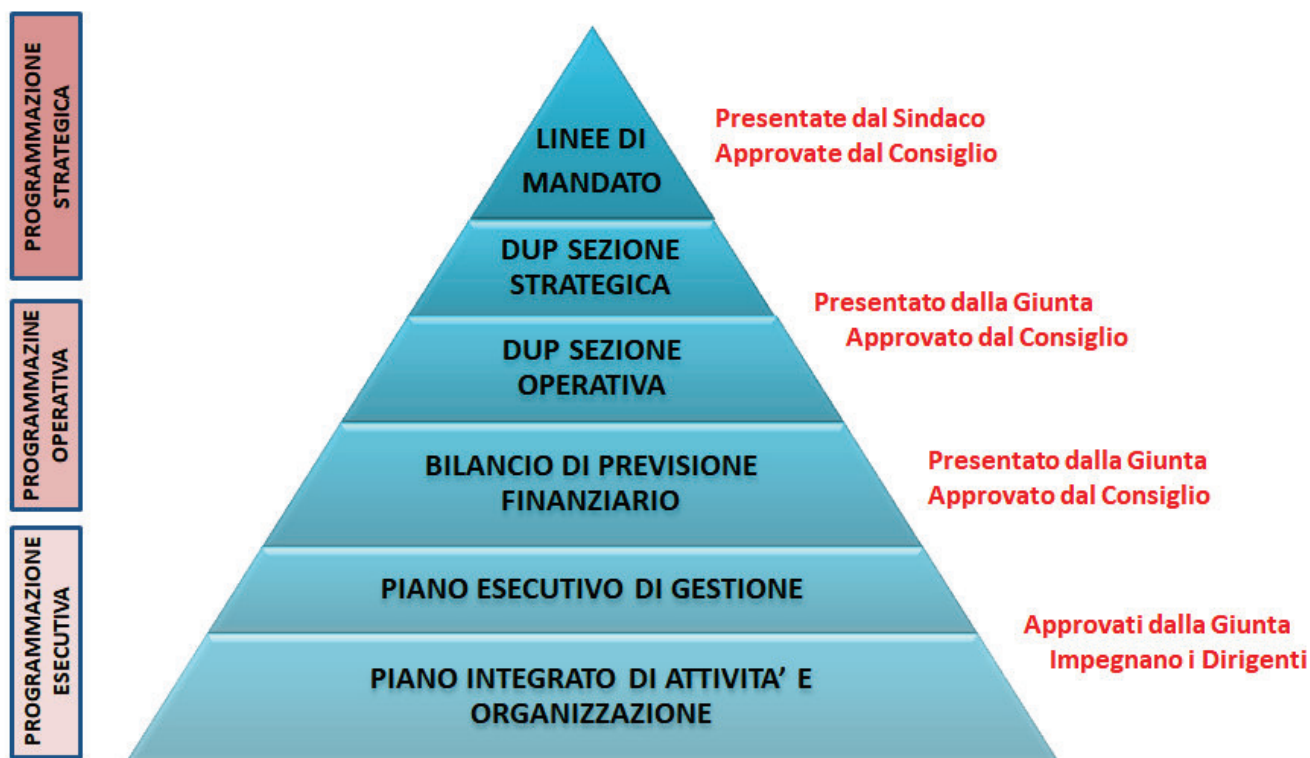 PROGRAMMAZIONE
STRATEGICA
LINEE DI
MANDATO
Presentate dal Sindaco
Approvate dal Consiglio
DUP SEZIONE
STRATEGICA
Presentato dalla Giunta
Approvato dal Consiglio
PROGRAMMAZINE
OPERATIVA
DUP SEZIONE
OPERATIVA
BILANCIO DI PREVISIONE
FINANZIARIO
Presentato dalla Giunta
Approvato dal Consiglio
PROGRAMMAZIONE
ESECUTIVA
PIANO ESECUTIVO DI GESTIONE
PIANO INTEGRATO DI ATTIVITA’ E
ORGANIZZAZIONE
Approvati dalla Giunta
Impegnano i Dirigenti